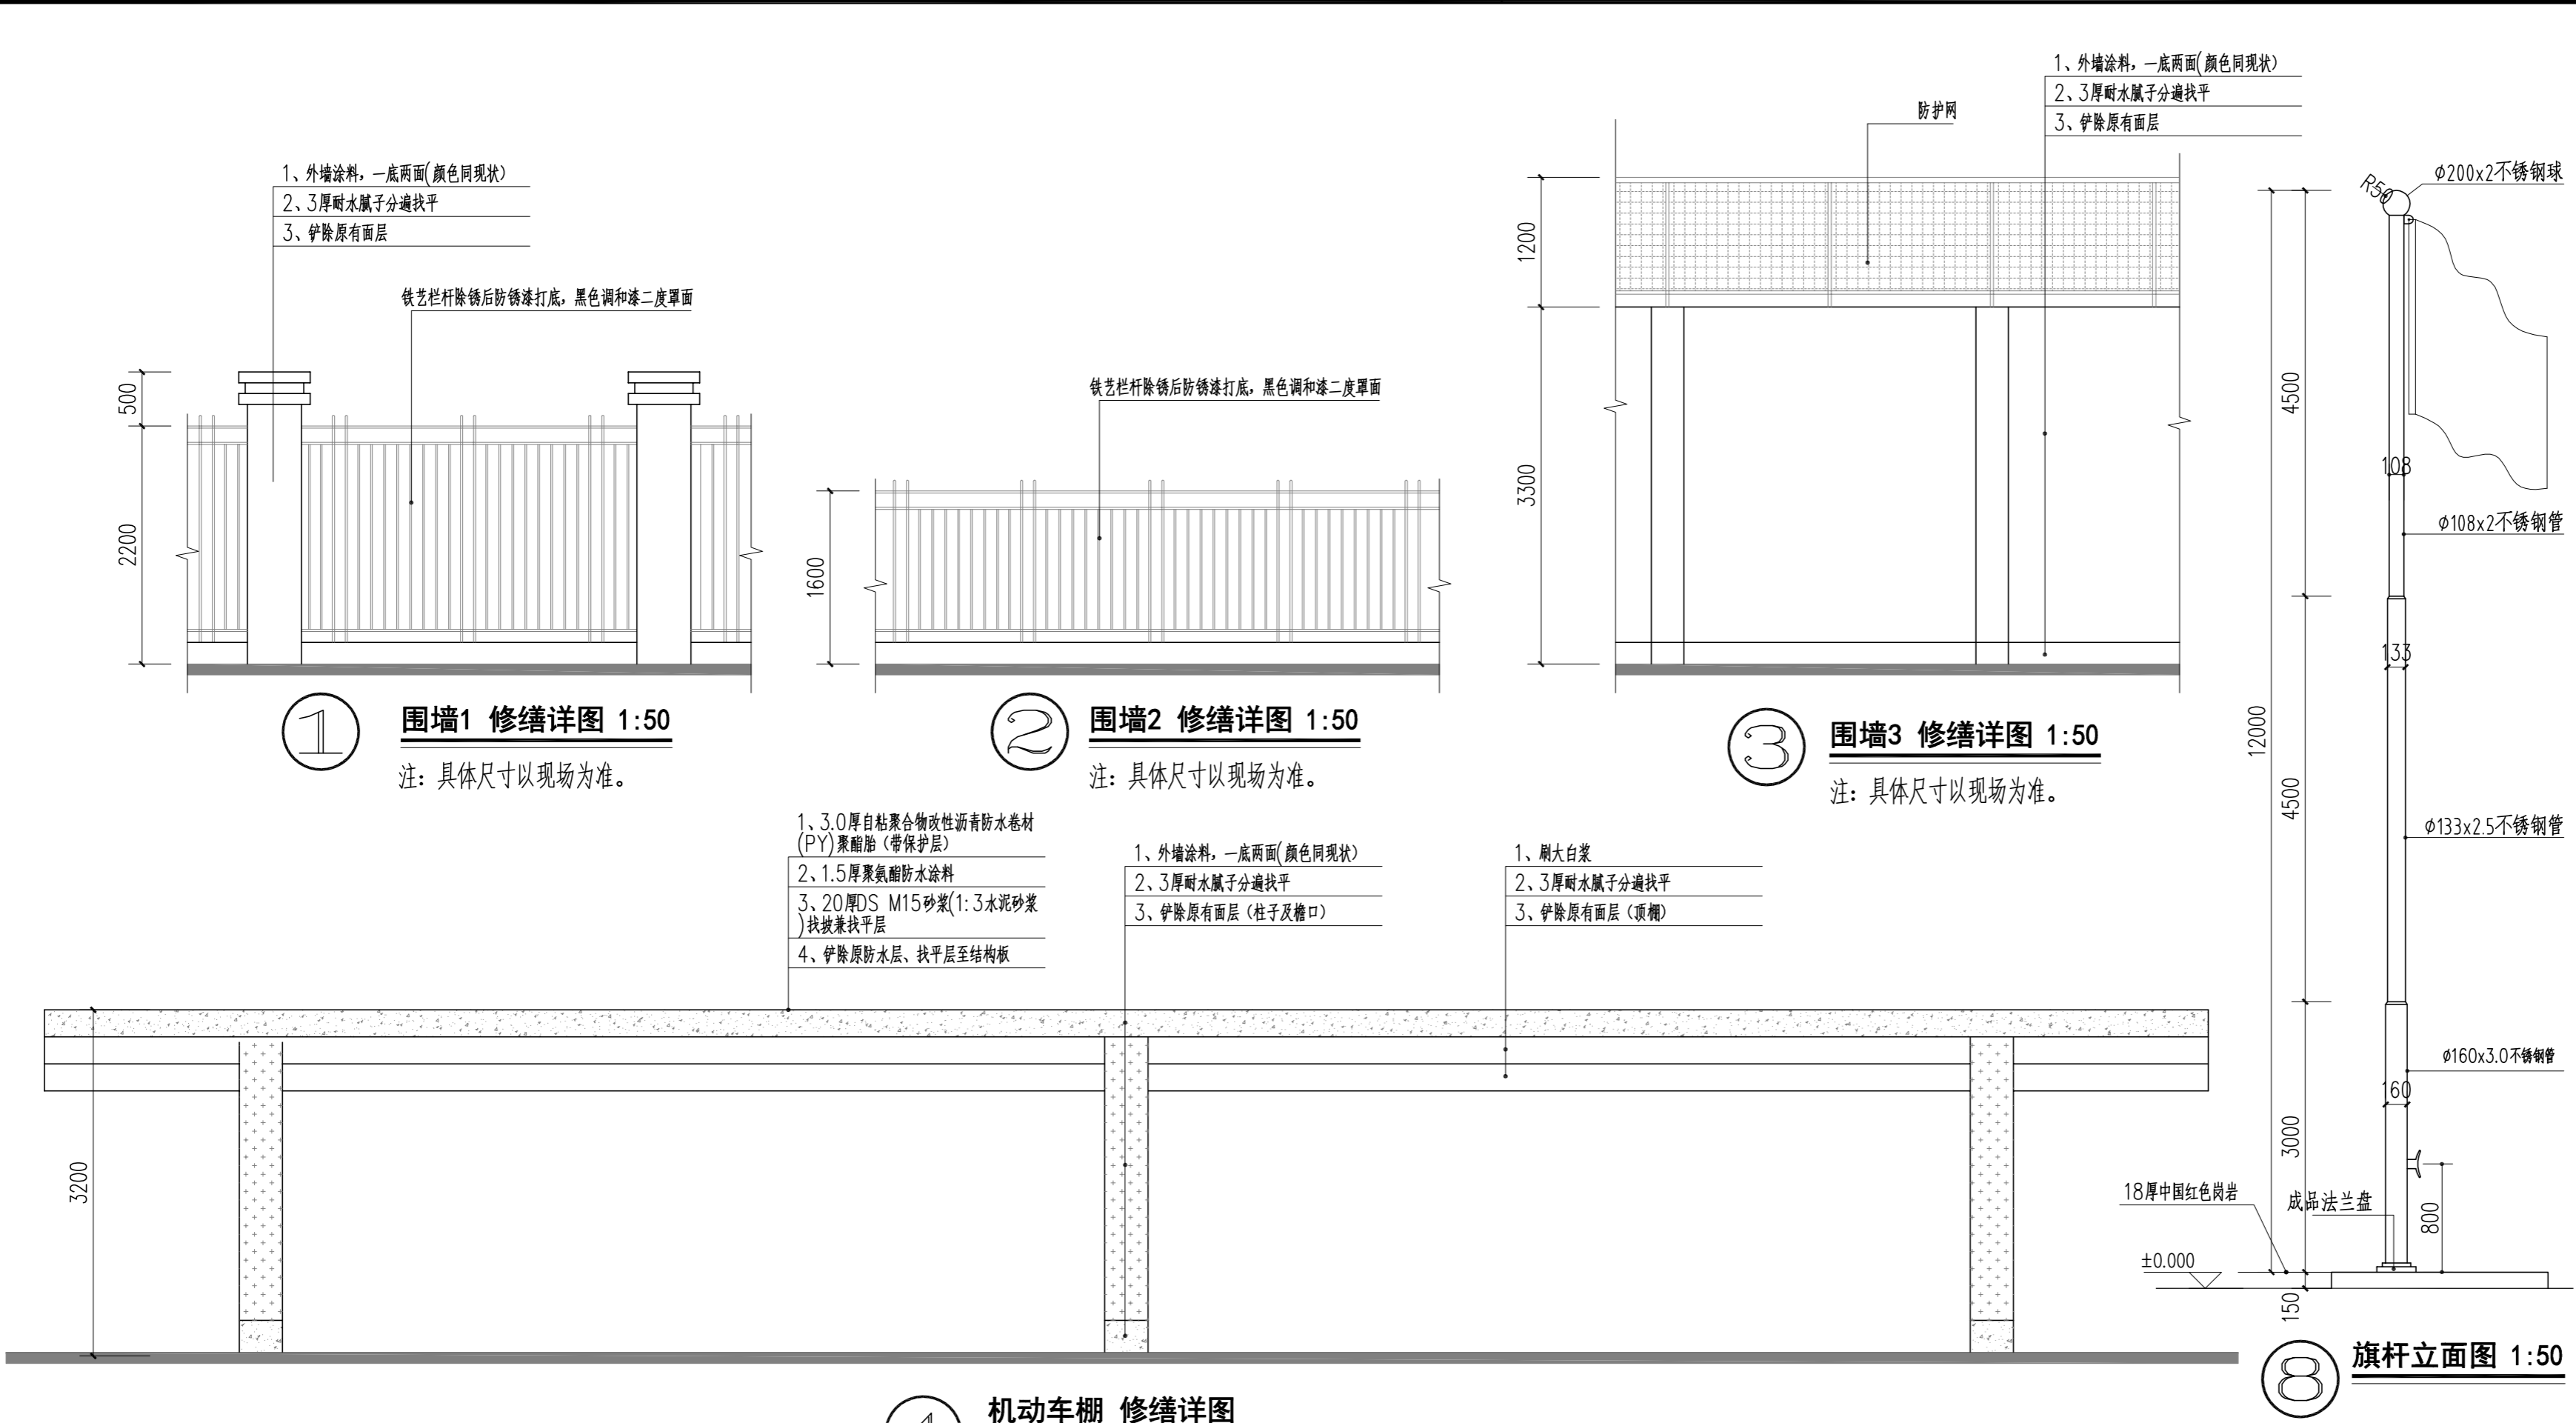 1、外墙涂料，一底两面(颜色同现状)
2、3厚耐水腻子分遍找平
3、铲除原有面层
铁艺栏杆除锈后防锈漆打底，黑色调和漆二度罩面
500
2200
1
围墙1 修缮详图 1:50
注：具体尺寸以现场为准。
铁艺栏杆除锈后防锈漆打底，黑色调和漆二度罩面
1600
2
围墙2 修缮详图 1:50
注：具体尺寸以现场为准。
1、外墙涂料，一底两面(颜色同现状)
2、3厚耐水腻子分遍找平
3、铲除原有面层
防护网
1200
3300
3
围墙3 修缮详图 1:50
注：具体尺寸以现场为准。
1、3.0厚自粘聚合物改性沥青防水卷材
(PY)聚酯胎（带保护层）
2、1.5厚聚氨酯防水涂料
3、20厚DS M15砂浆(1:3水泥砂浆
)找坡兼找平层
4、铲除原防水层、找平层至结构板
1、外墙涂料，一底两面(颜色同现状)
2、3厚耐水腻子分遍找平
3、铲除原有面层（柱子及檐口）
1、刷大白浆
2、3厚耐水腻子分遍找平
3、铲除原有面层（顶棚）
3200
机动车棚 修缮详图
R50
ϕ200x2不锈钢球
4500
108
ϕ108x2不锈钢管
133
12000
4500
ϕ133x2.5不锈钢管
ϕ160x3.0不锈钢管
160
3000
18厚中国红色岗岩
成品法兰盘
800
±0.000
150
8
旗杆立面图 1:50